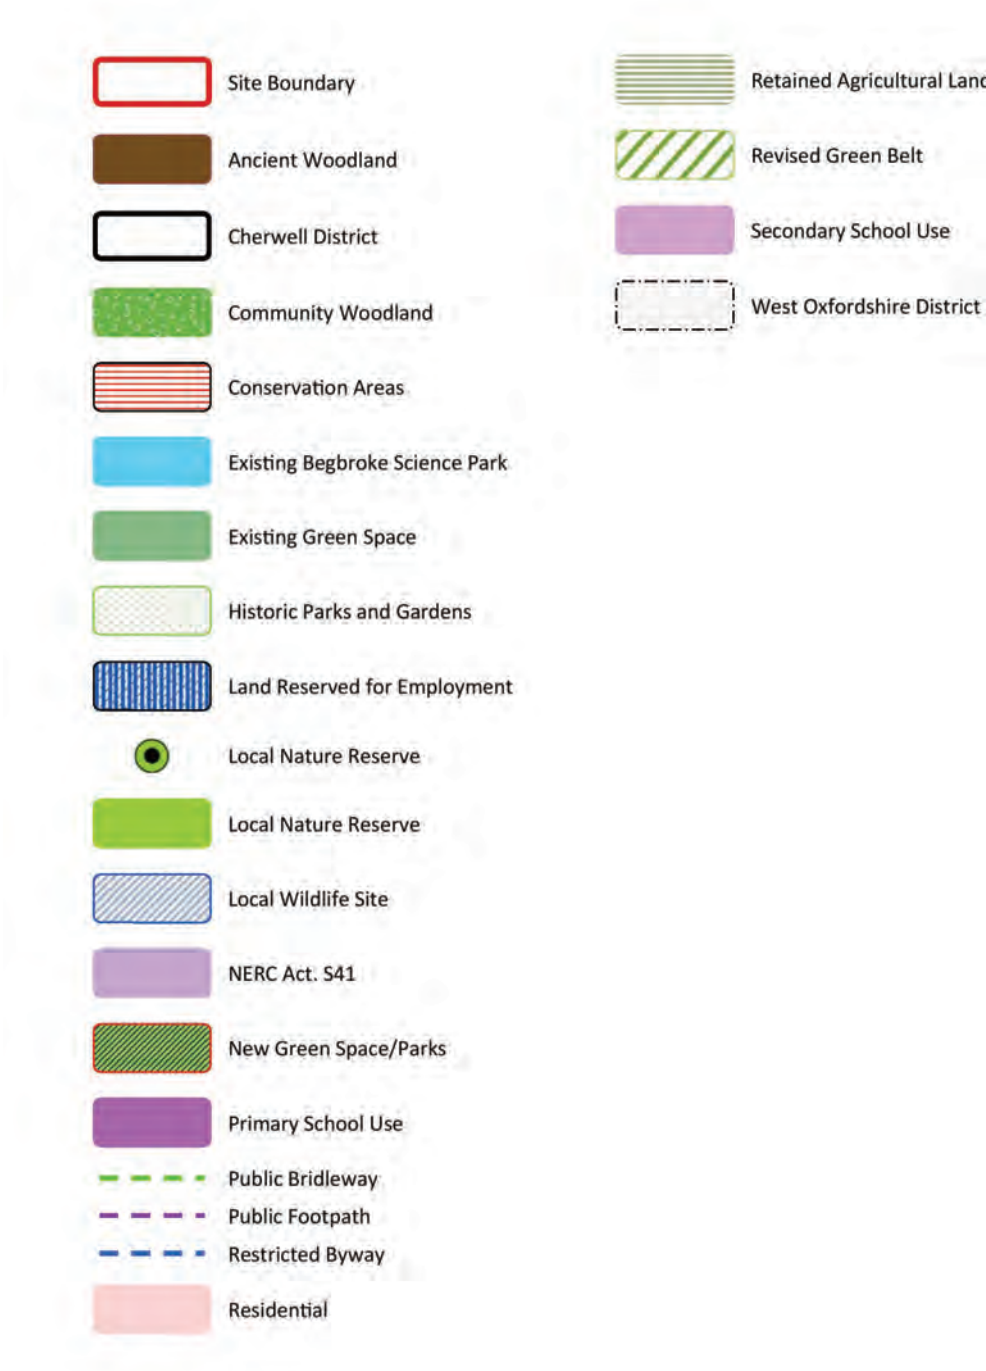 Site Boundary
Ancient Woodland
Cherwell District
Community Woodland
Conservation Areas
Existing Begbroke Science Park
Existing Green Space
Historic Parks and Gardens
Land Reserved for Employment
Local Nature Reserve
Local Nature Reserve
Local Wildlife Site
NERC Act. S41
New Green Space/Parks
Primary School Use
Public Bridleway
Public Footpath
Restricted Byway
Residential
Retained Agricultural Land
Revised Green Belt
Secondary School Use
West Oxfordshire District